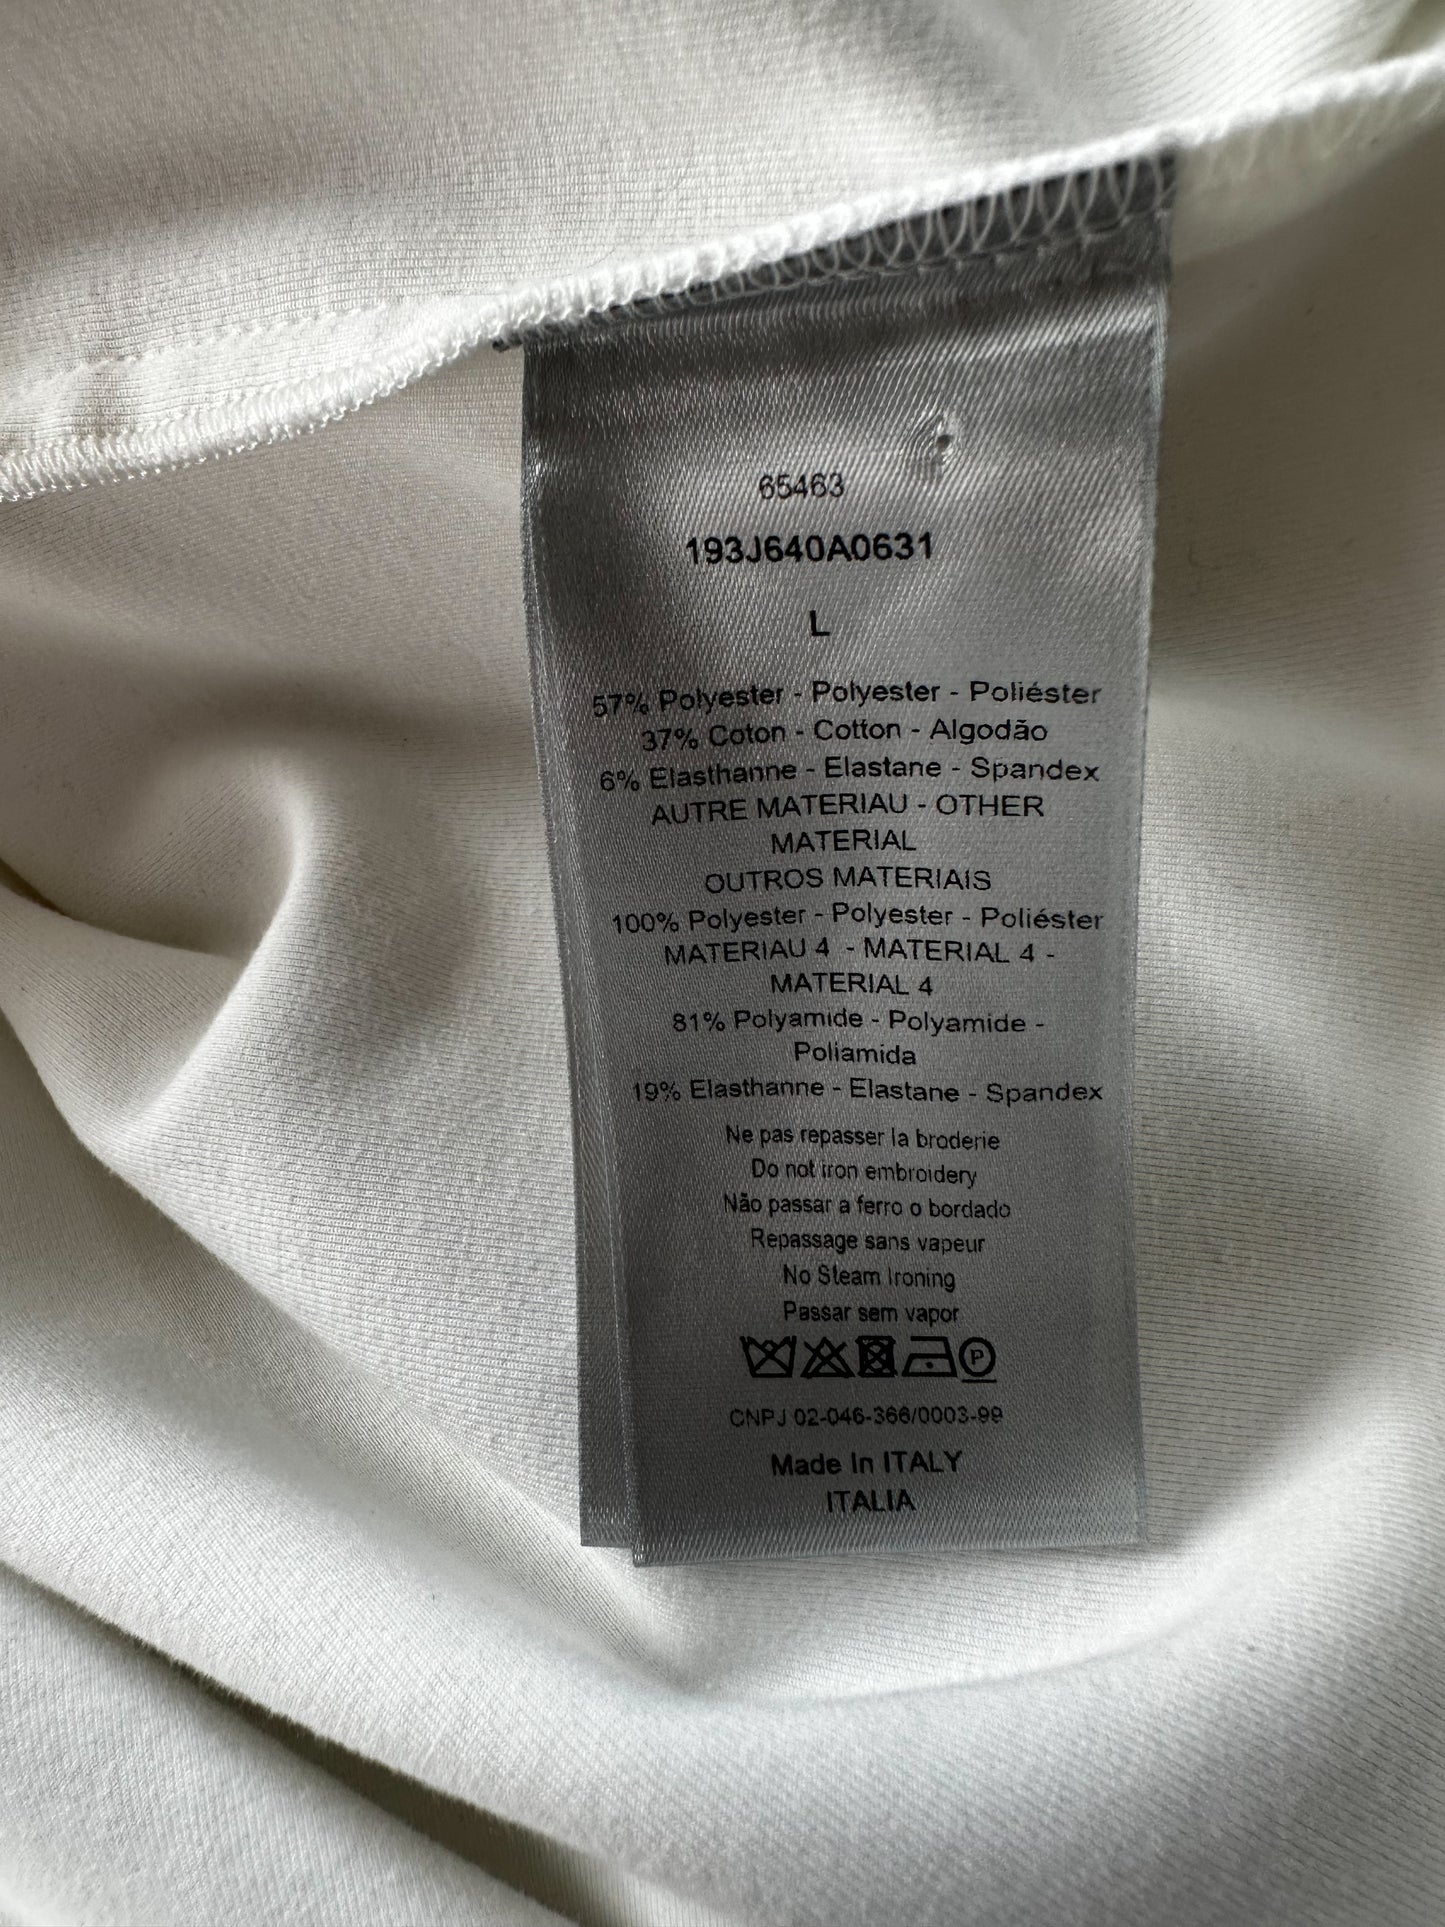 65463
193J640A0631
L
57% Polyester - Polyester - Poliéster
37% Coton - Cotton - Algodão
6% Elasthanne - Elastane - Spandex
AUTRE MATERIAU - OTHER
MATERIAL
OUTROS MATERIAIS
100% Polyester - Polyester - Poliéster
MATERIAU 4 - MATERIAL 4 -
MATERIAL 4
81% Polyamide - Polyamide -
Poliamida
19% Elasthanne - Elastane - Spandex
Ne pas repasser la broderie
Do not iron embroidery
Não passar a ferro o bordado
Repassage sans vapeur
No Steam Ironing
Passar sem vapor
P
CNPJ 02-046-366/0003-99
Made In ITALY
ITALIA